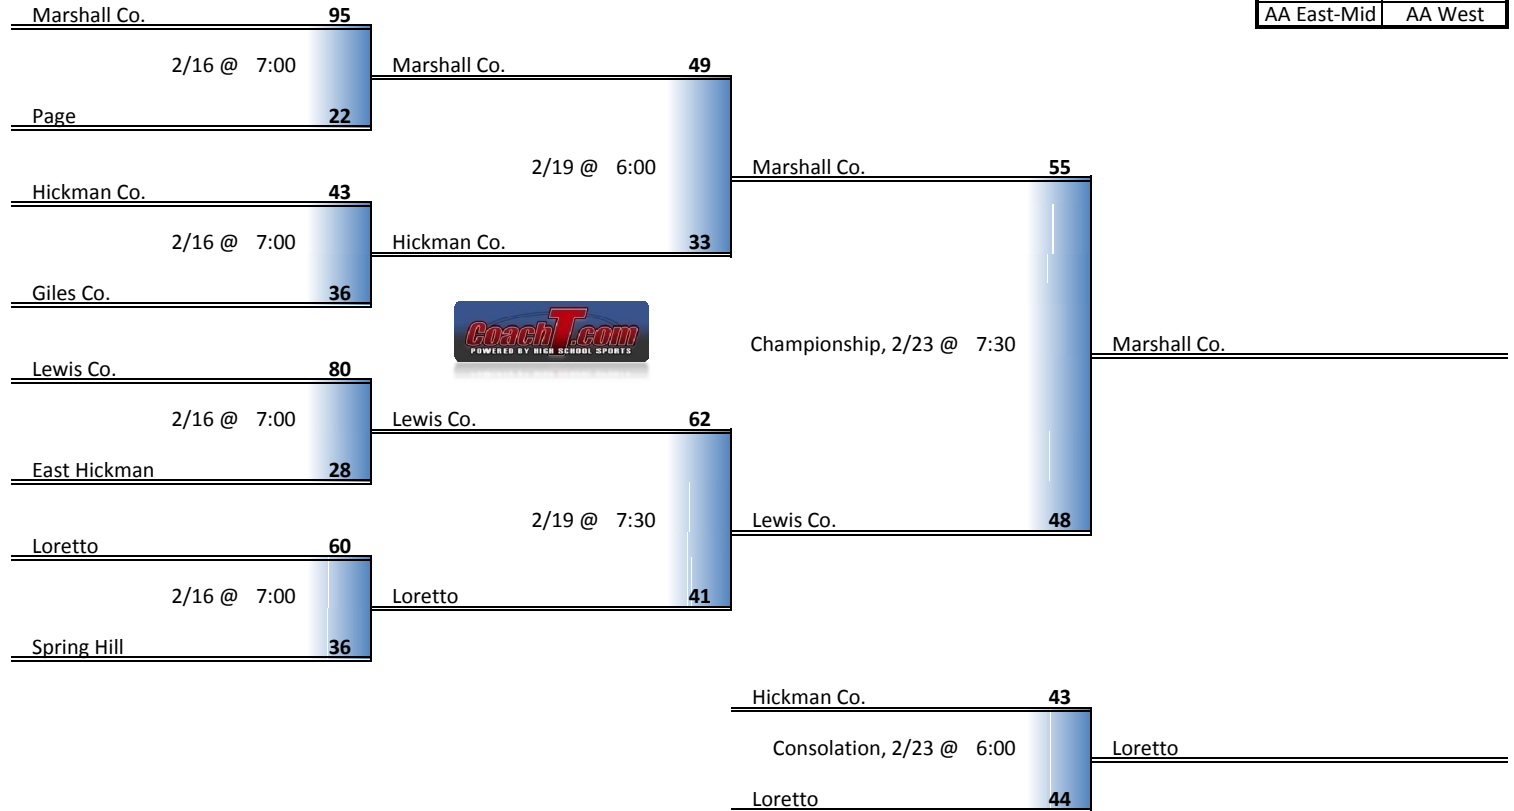 Marshall Co. 95
AA East-Mid AA West
2/16 @ 7:00
Marshall Co. 49
Page 22
2/19 @ 6:00
Marshall Co. 55
Hickman Co. 43
2/16 @ 7:00
Hickman Co. 33
Giles Co. 36
CoachT.com
POWERED BY HIGH SCHOOL SPORTS
Championship, 2/23 @ 7:30
Marshall Co.
Lewis Co. 80
2/16 @ 7:00
Lewis Co. 62
East Hickman 28
2/19 @ 7:30
Lewis Co. 48
Loretto 60
2/16 @ 7:00
Loretto 41
Spring Hill 36
Hickman Co. 43
Consolation, 2/23 @ 6:00
Loretto
Loretto 44